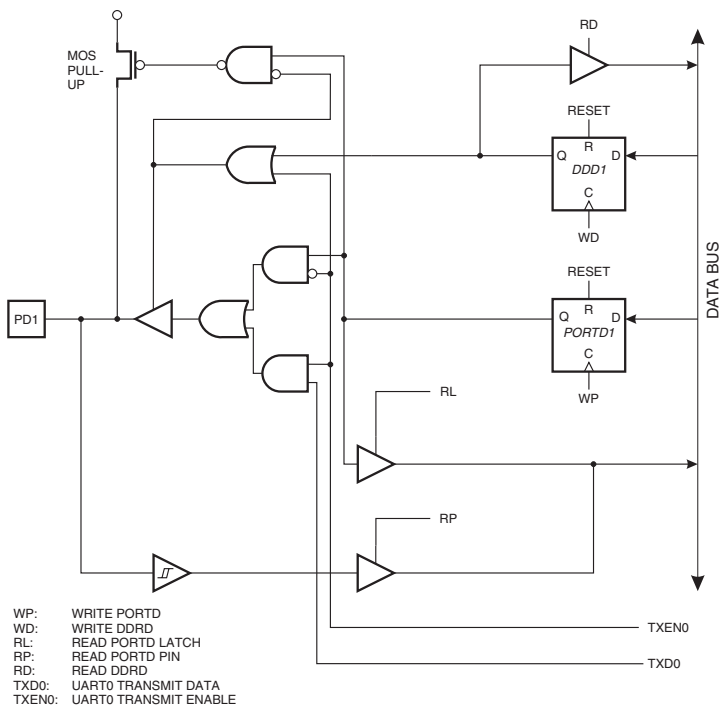 RD
MOS
PULL-
UP
RESET
R
Q
D
DDD1
C
WD
DATA BUS
RESET
R
Q
D
PORTD1
C
WP
PD1
RL
RP
TXEN0
TXD0
WP: WRITE PORTD
WD: WRITE DDRD
RL: READ PORTD LATCH
RP: READ PORTD PIN
RD: READ DDRD
TXD0: UART0 TRANSMIT DATA
TXEN0: UART0 TRANSMIT ENABLE